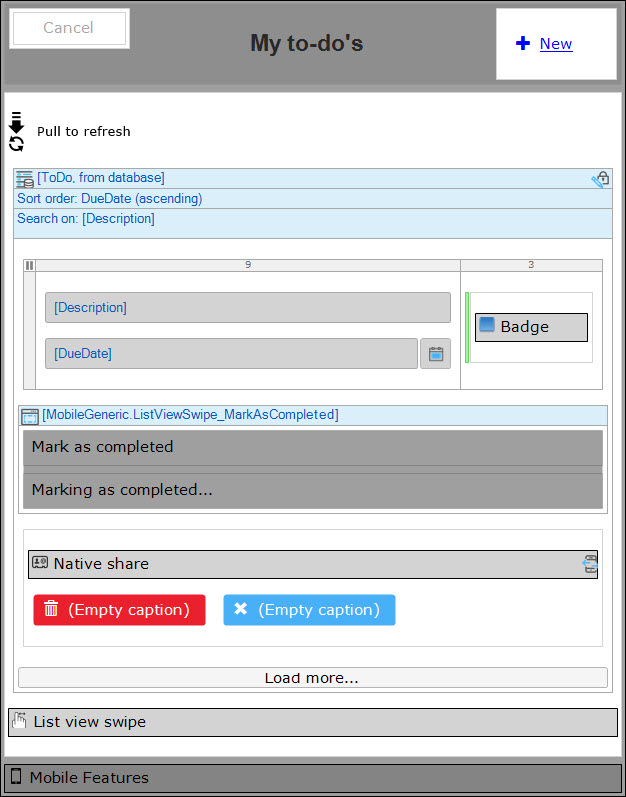 Cancel
My to-do's
New
Pull to refresh
[ToDo, from database]
Sort order: DueDate (ascending)
Search on: [Description]
9
3
[Description]
Badge
[DueDate]
[MobileGeneric.ListViewSwipe_MarkAsCompleted]
Mark as completed
Marking as completed...
Native share
(Empty caption)
(Empty caption)
Load more...
List view swipe
Mobile Features